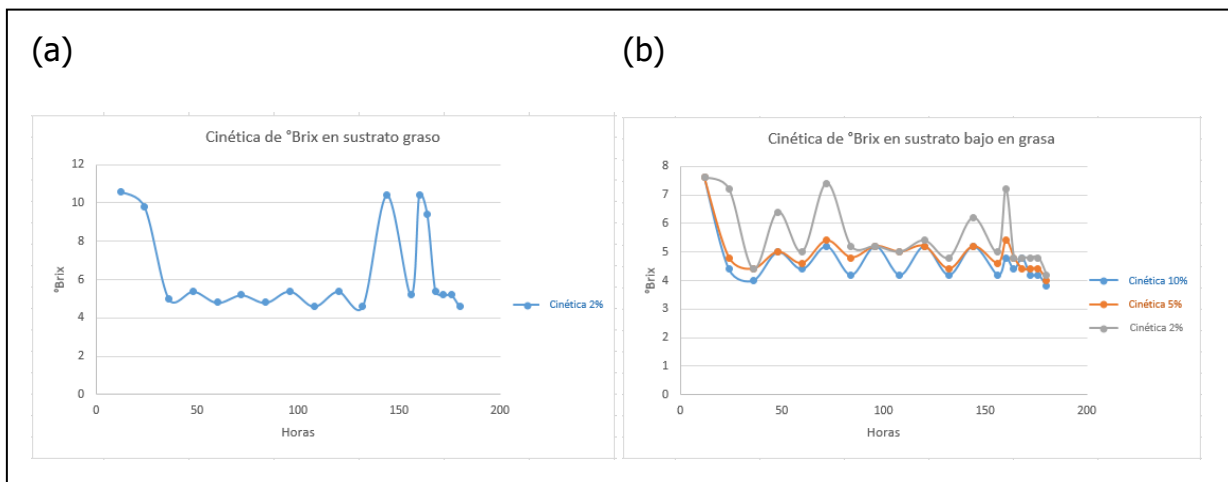 (a)
Cinética de °Brix en sustrato graso
12
10
8
6
4
2
0
°Brix
0 50 100 150 200
Horas
Cinética 2%
(b)
Cinética de °Brix en sustrato bajo en grasa
8
7
6
5
4
3
2
1
0
°Brix
0 50 100 150 200
Horas
Cinética 10%
Cinética 5%
Cinética 2%